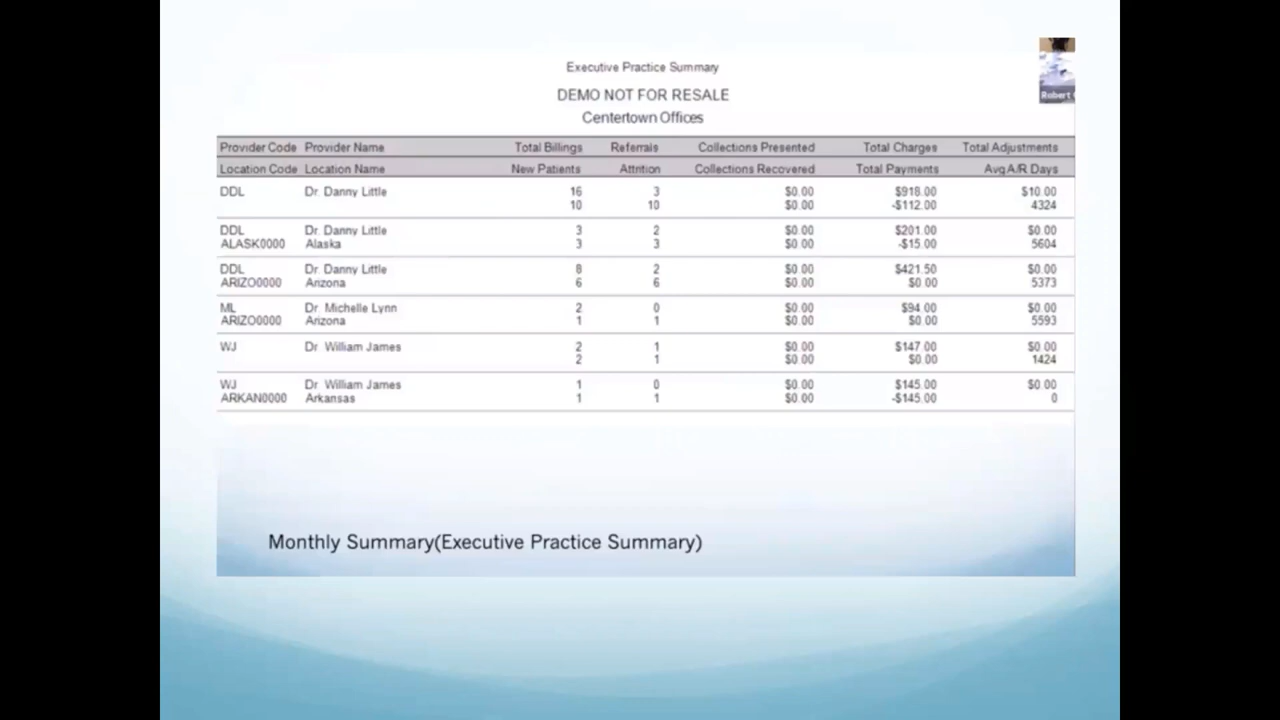 Executive Practice Summary
DEMO NOT FOR RESALE
Centertown Offices
Provider Code Provider Name Total Billings Referrals Collections Presented Total Charges Total Adjustments
Location Code Location Name New Patients Attrition Collections Recovered Total Payments Avg A/R Days
DDL Dr. Danny Little 16 3 $0.00 $918.00 $10.00
10 10 $0.00 -$112.00 4324
DDL Dr. Danny Little 3 2 $0.00 $201.00 $0.00
ALASK0000 Alaska 3 3 $0.00 -$15.00 5604
DDL Dr. Danny Little 8 2 $0.00 $421.50 $0.00
ARIZO0000 Arizona 6 6 $0.00 $0.00 5373
ML Dr. Michelle Lynn 2 0 $0.00 $94.00 $0.00
ARIZO0000 Arizona 1 1 $0.00 $0.00 5593
WJ Dr. William James 2 1 $0.00 $147.00 $0.00
2 1 $0.00 $0.00 1424
WJ Dr. William James 1 0 $0.00 $145.00 $0.00
ARKAN0000 Arkansas 1 1 $0.00 -$145.00 0
Robert
Monthly Summary(Executive Practice Summary)